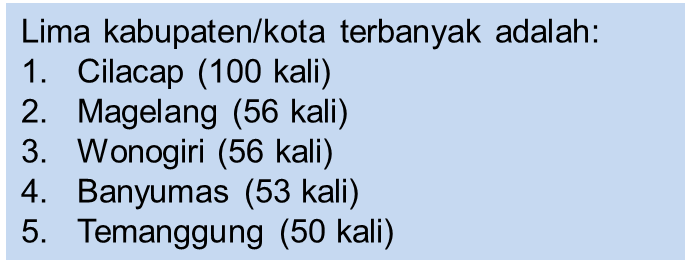 Lima kabupaten/kota terbanyak adalah:
1. Cilacap (100 kali)
2. Magelang (56 kali)
3. Wonogiri (56 kali)
4. Banyumas (53 kali)
5. Temanggung (50 kali)